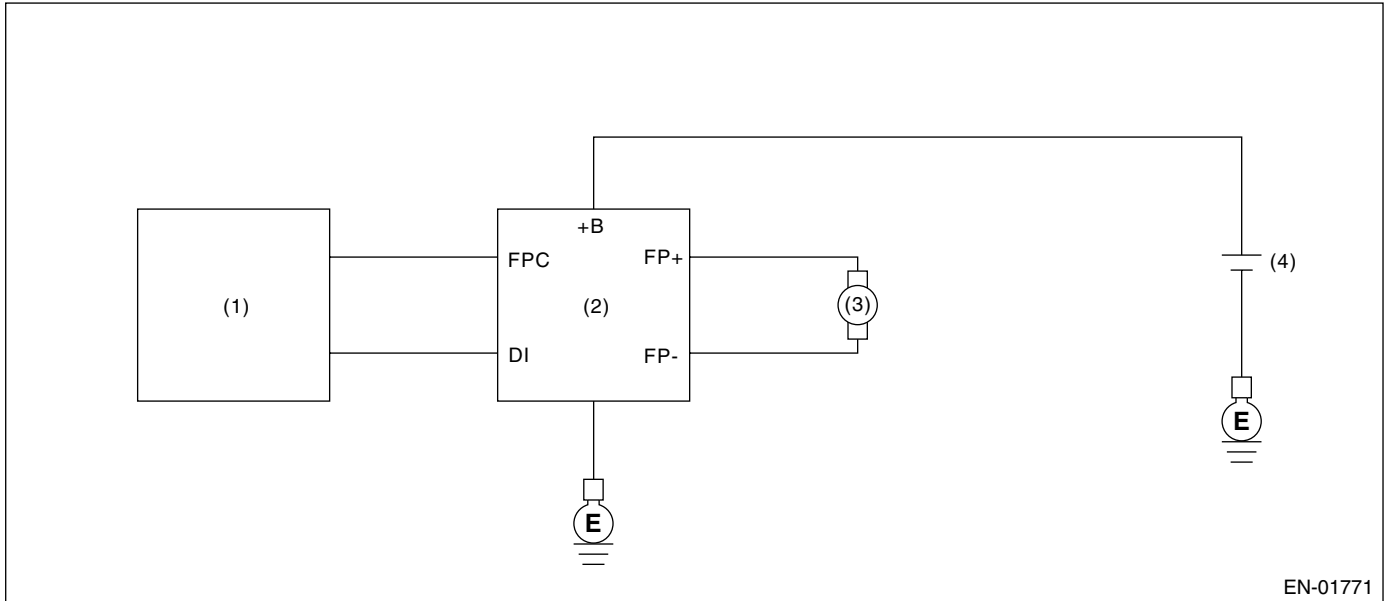 +B
FPC
FP+
(1)
(2)
(3)
(4)
DI
FP-
E
E
EN-01771